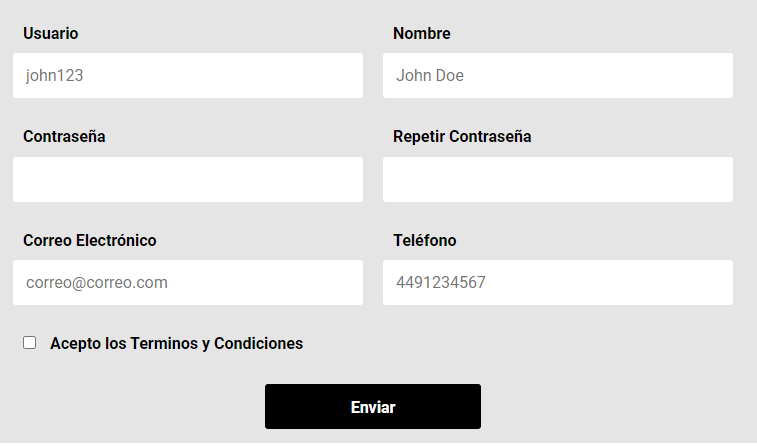 Usuario
Nombre
john123
John Doe
Contraseña
Repetir Contraseña
Correo Electrónico
Teléfono
correo@correo.com
4491234567
Acepto los Terminos y Condiciones
Enviar